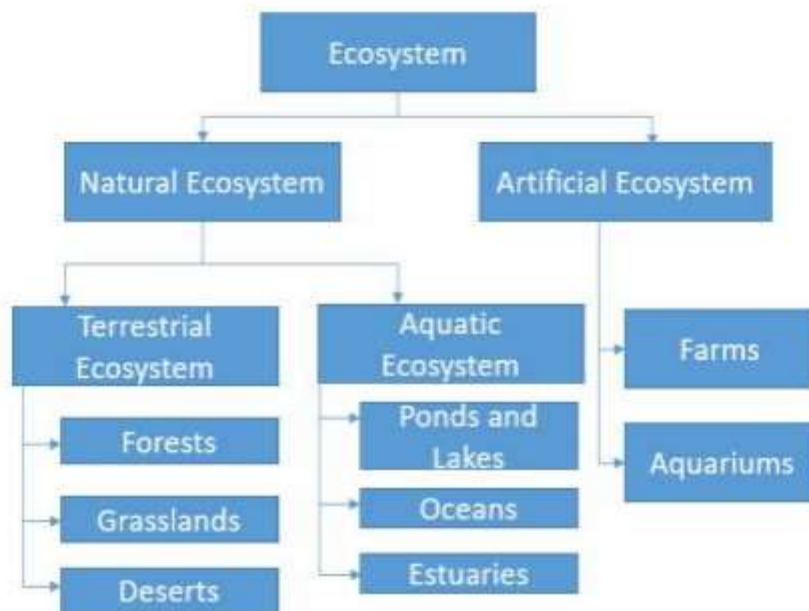 Ecosystem
Natural Ecosystem
Artificial Ecosystem
Terrestrial
Ecosystem
Forests
Grasslands
Deserts
Aquatic
Ecosystem
Ponds and
Lakes
Oceans
Estuaries
Farms
Aquariums